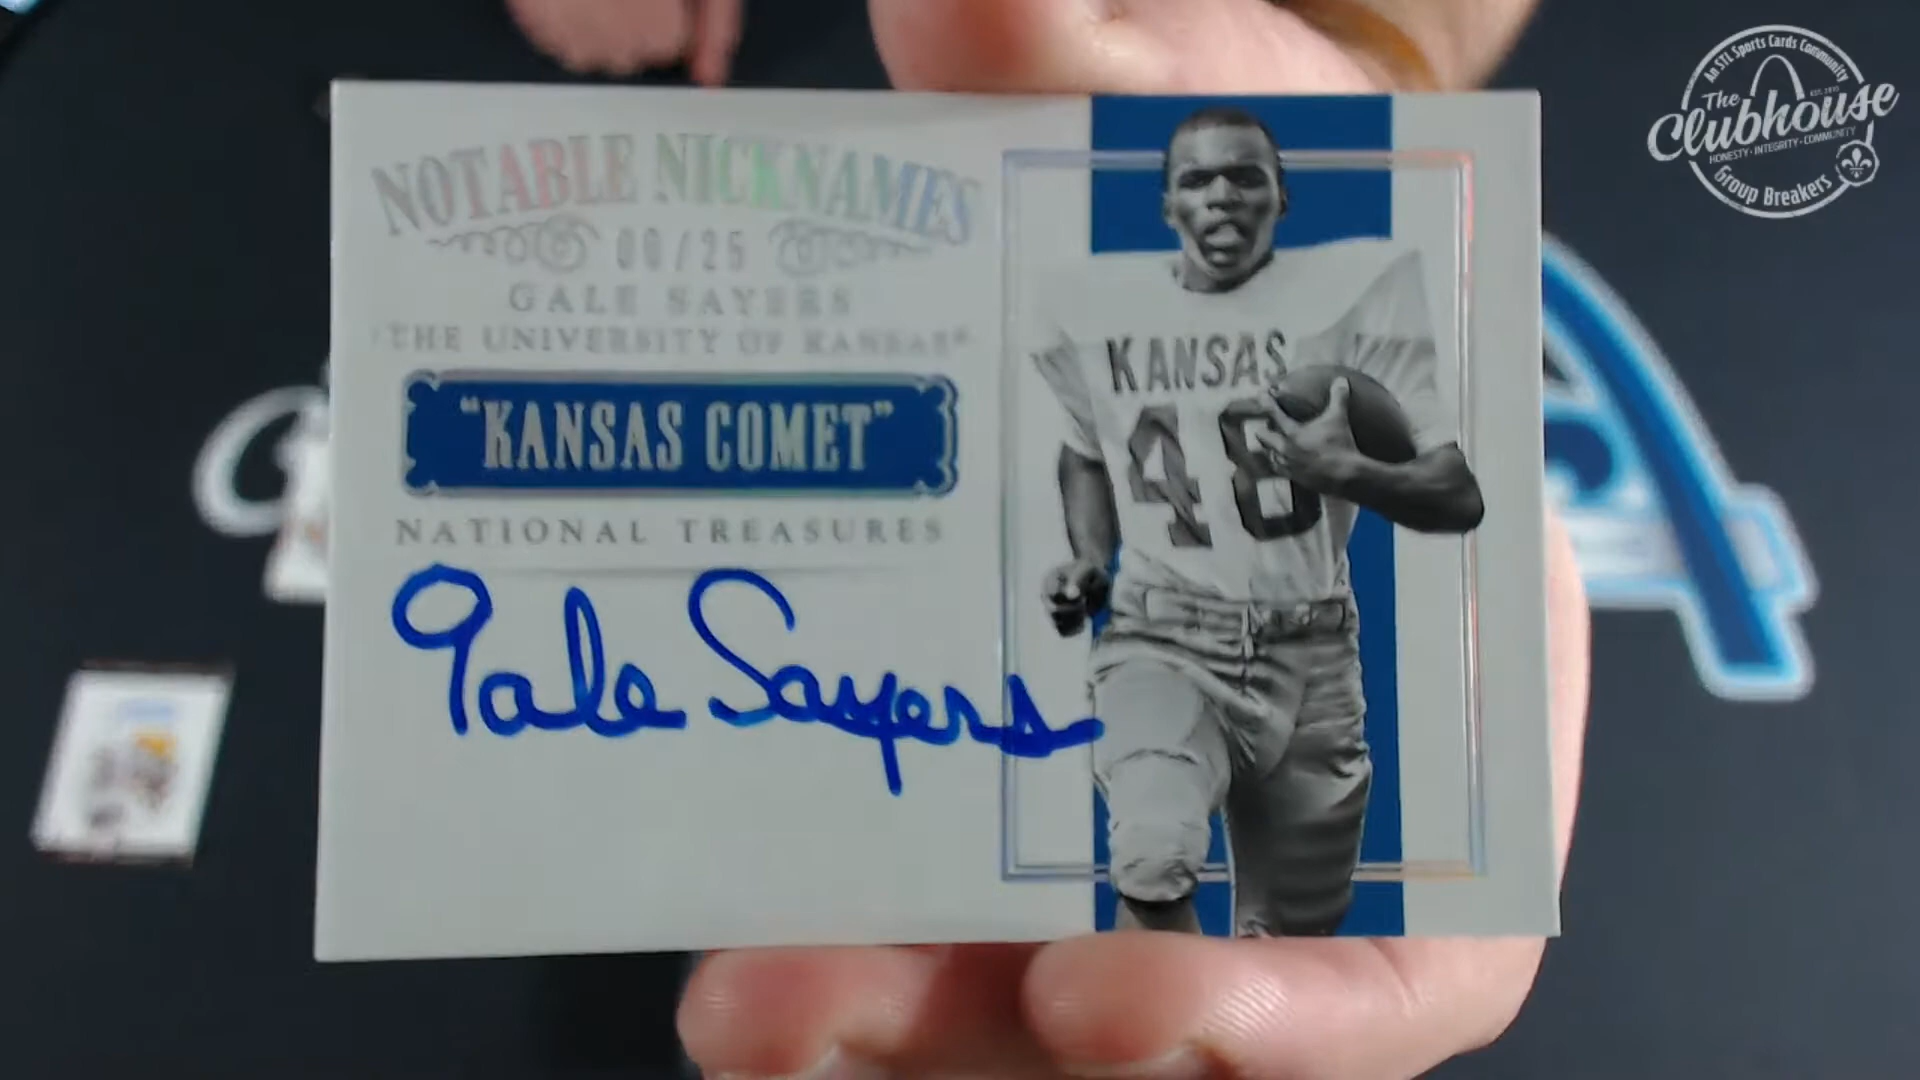 NOTABLE NICKNAMES
/25
GALE SAYERS
THE UNIVERSITY OF KANSAS®
"KANSAS COMET"
NATIONAL TREASURES
Gale Sayers
KANSAS
48
An STL Sports Cards Community
The Clubhouse
HONESTY · INTEGRITY · COMMUNITY
Group Breakers